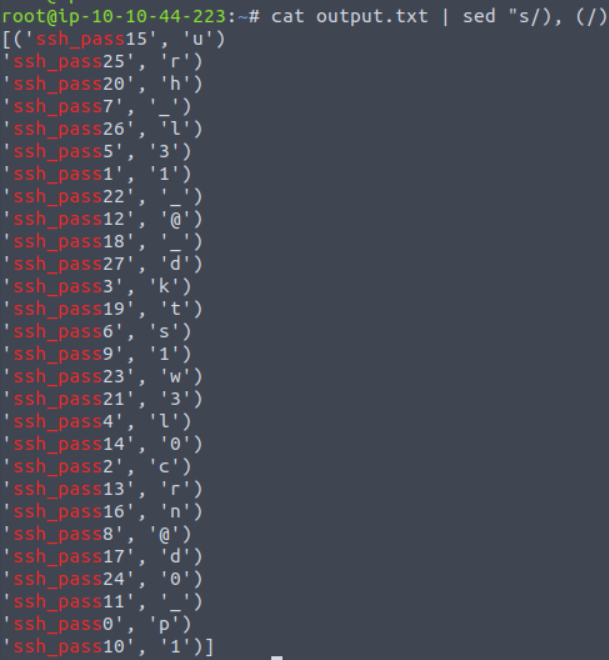 root@ip-10-10-44-223:~# cat output.txt | sed "s/), (/)
[('ssh_pass15', 'u')
'ssh_pass25', 'r')
'ssh_pass20', 'h')
'ssh_pass7', '_')
'ssh_pass26', 'l')
'ssh_pass5', '3')
'ssh_pass1', '1')
'ssh_pass22', '_')
'ssh_pass12', '@')
'ssh_pass18', '_')
'ssh_pass27', 'd')
'ssh_pass3', 'k')
'ssh_pass19', 't')
'ssh_pass6', 's')
'ssh_pass9', '1')
'ssh_pass23', 'w')
'ssh_pass21', '3')
'ssh_pass4', 'l')
'ssh_pass14', '0')
'ssh_pass2', 'c')
'ssh_pass13', 'r')
'ssh_pass16', 'n')
'ssh_pass8', '@')
'ssh_pass17', 'd')
'ssh_pass24', '0')
'ssh_pass11', '_')
'ssh_pass0', 'p')
'ssh_pass10', '1')]